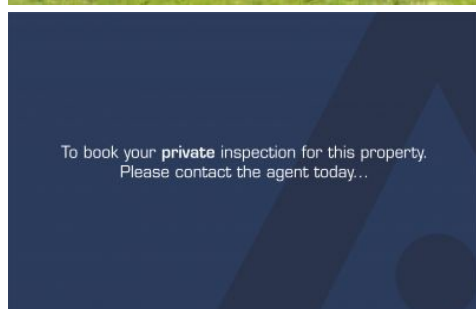 To book your private inspection for this property.
Please contact the agent today...